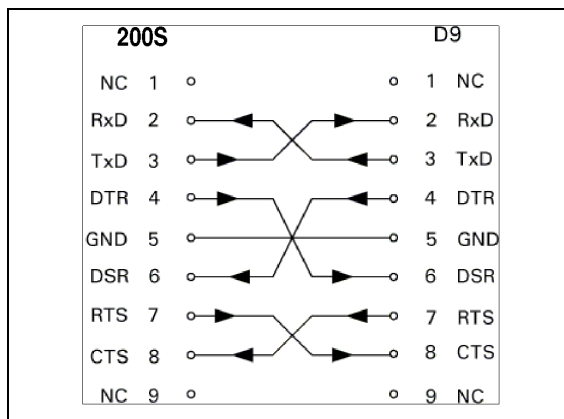 200S D9
NC 1 1 NC
RxD 2 2 RxD
TxD 3 3 TxD
DTR 4 4 DTR
GND 5 5 GND
DSR 6 6 DSR
RTS 7 7 RTS
CTS 8 8 CTS
NC 9 9 NC